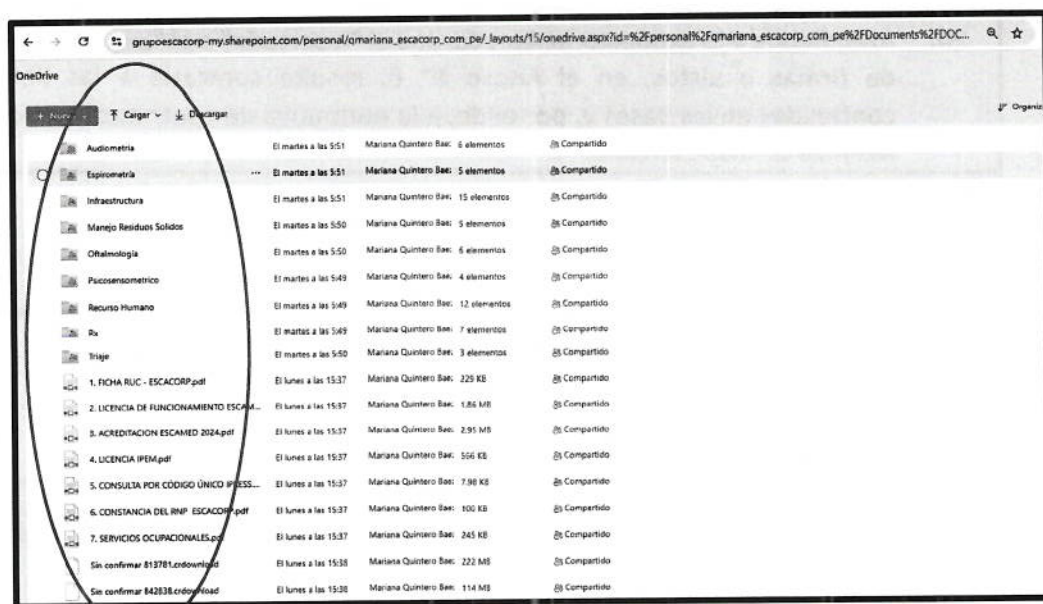 de firmas o vistos, en el
grupoescacorp-my.sharepoint.com/personal/qmariana_escacorp_com_pe/_layouts/15/onedrive.aspx?id=%2Fpersonal%2Fqmariana_escacorp_com_pe%2FDocuments%2FDOC...
OneDrive
+ Nuevo Cargar Descargar Organiz
Audiometria El martes a las 5:51 Mariana Quintero Bae: 6 elementos Compartido
Espirometría ... El martes a las 5:51 Mariana Quintero Bae: 5 elementos Compartido
Infraestructura El martes a las 5:51 Mariana Quintero Bae: 15 elementos Compartido
Manejo Residuos Solidos El martes a las 5:50 Mariana Quintero Bae: 5 elementos Compartido
Oftalmología El martes a las 5:50 Mariana Quintero Bae: 6 elementos Compartido
Psicosensometrico El martes a las 5:49 Mariana Quintero Bae: 4 elementos Compartido
Recurso Humano El martes a las 5:49 Mariana Quintero Bae: 12 elementos Compartido
Rx El martes a las 5:49 Mariana Quintero Bae: 7 elementos Compartido
Triaje El martes a las 5:50 Mariana Quintero Bae: 3 elementos Compartido
1. FICHA RUC - ESCACORP.pdf El lunes a las 15:37 Mariana Quintero Bae: 229 KB Compartido
2. LICENCIA DE FUNCIONAMIENTO ESCAM... El lunes a las 15:37 Mariana Quintero Bae: 1.86 MB Compartido
3. ACREDITACION ESCAMED 2024.pdf El lunes a las 15:37 Mariana Quintero Bae: 2.95 MB Compartido
4. LICENCIA IPEM.pdf El lunes a las 15:37 Mariana Quintero Bae: 566 KB Compartido
5. CONSULTA POR CÓDIGO ÚNICO IPRESS... El lunes a las 15:37 Mariana Quintero Bae: 7.98 KB Compartido
6. CONSTANCIA DEL RNP ESCACORP.pdf El lunes a las 15:37 Mariana Quintero Bae: 100 KB Compartido
7. SERVICIOS OCUPACIONALES.pdf El lunes a las 15:37 Mariana Quintero Bae: 245 KB Compartido
Sin confirmar 813781.crdownload El lunes a las 15:38 Mariana Quintero Bae: 222 MB Compartido
Sin confirmar 842838.crdownload El lunes a las 15:38 Mariana Quintero Bae: 114 MB Compartido